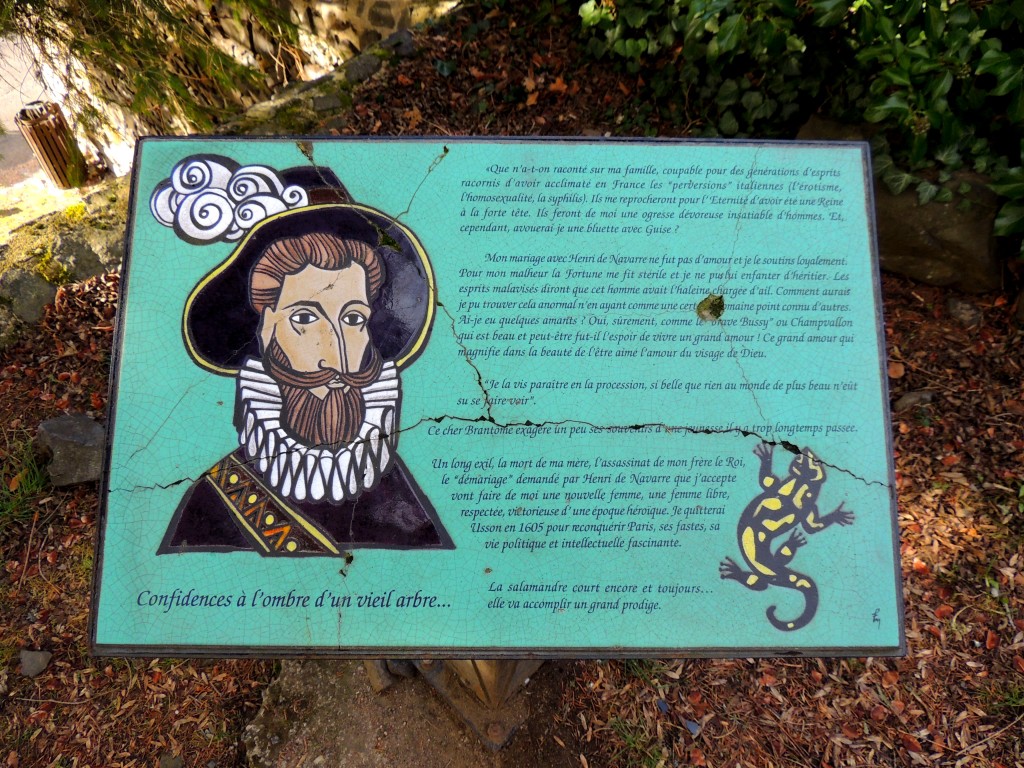 «Que n'a-t-on raconté sur ma famille, coupable pour des générations d'esprits
racornis d'avoir acclimaté en France les "perversions" italiennes (l'érotisme,
l'homosexualité, la syphilis). Ils me reprocheront pour l'Eternité d'avoir été une Reine
à la forte tête. Ils feront de moi une ogresse dévoreuse insatiable d'hommes. Et,
cependant, avouerai-je une bluette avec Guise ?
Mon mariage avec Henri de Navarre ne fut pas d'amour et je le soutins loyalement.
Pour mon malheur la Fortune me fit stérile et je ne pus lui enfanter d'héritier. Les
esprits malavisés diront que cet homme avait l'haleine chargée d'ail. Comment aurais
je pu trouver cela anormal n'en ayant comme une certaine romaine point connu d'autres.
Ai-je eu quelques amants ? Oui, sûrement, comme le "brave Bussy" ou Champvallon
qui est beau et peut-être fut-il l'espoir de vivre un grand amour ! Ce grand amour qui
magnifie dans la beauté de l'être aimé l'amour du visage de Dieu.
"Je la vis paraître en la procession, si belle que rien au monde de plus beau n'eût
su se faire voir".
Ce cher Brantôme exagère un peu ses souvenirs d'une jeunesse il y a trop longtemps passée.
Un long exil, la mort de ma mère, l'assassinat de mon frère le Roi,
le "démariage" demandé par Henri de Navarre que j'accepte
vont faire de moi une nouvelle femme, une femme libre,
respectée, victorieuse d'une époque héroïque. Je quitterai
Usson en 1605 pour reconquérir Paris, ses fastes, sa
vie politique et intellectuelle fascinante.
La salamandre court encore et toujours...
elle va accomplir un grand prodige.
Confidences à l'ombre d'un vieil arbre...